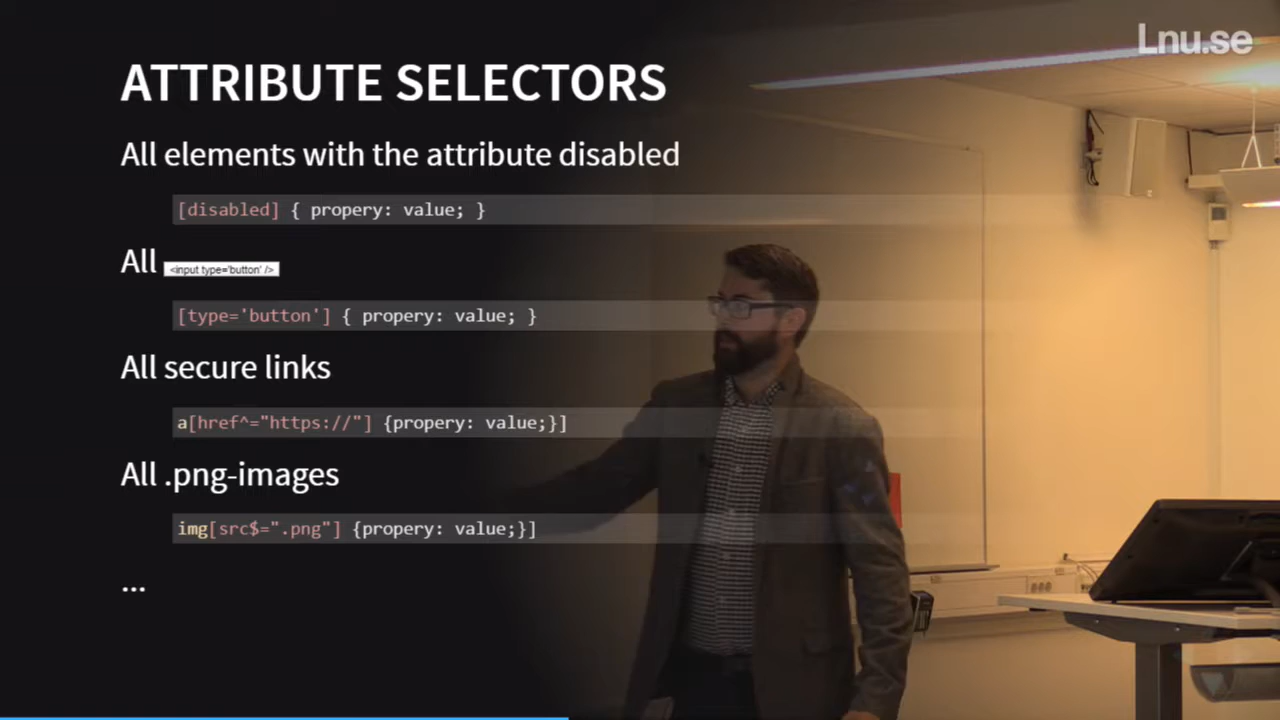 Lnu.se
ATTRIBUTE SELECTORS
All elements with the attribute disabled
[disabled] { propery: value; }
All <input type='button' />
[type='button'] { propery: value; }
All secure links
a[href^="https://"] {propery: value;}]
All .png-images
img[src$=".png"] {property: value;}]
...